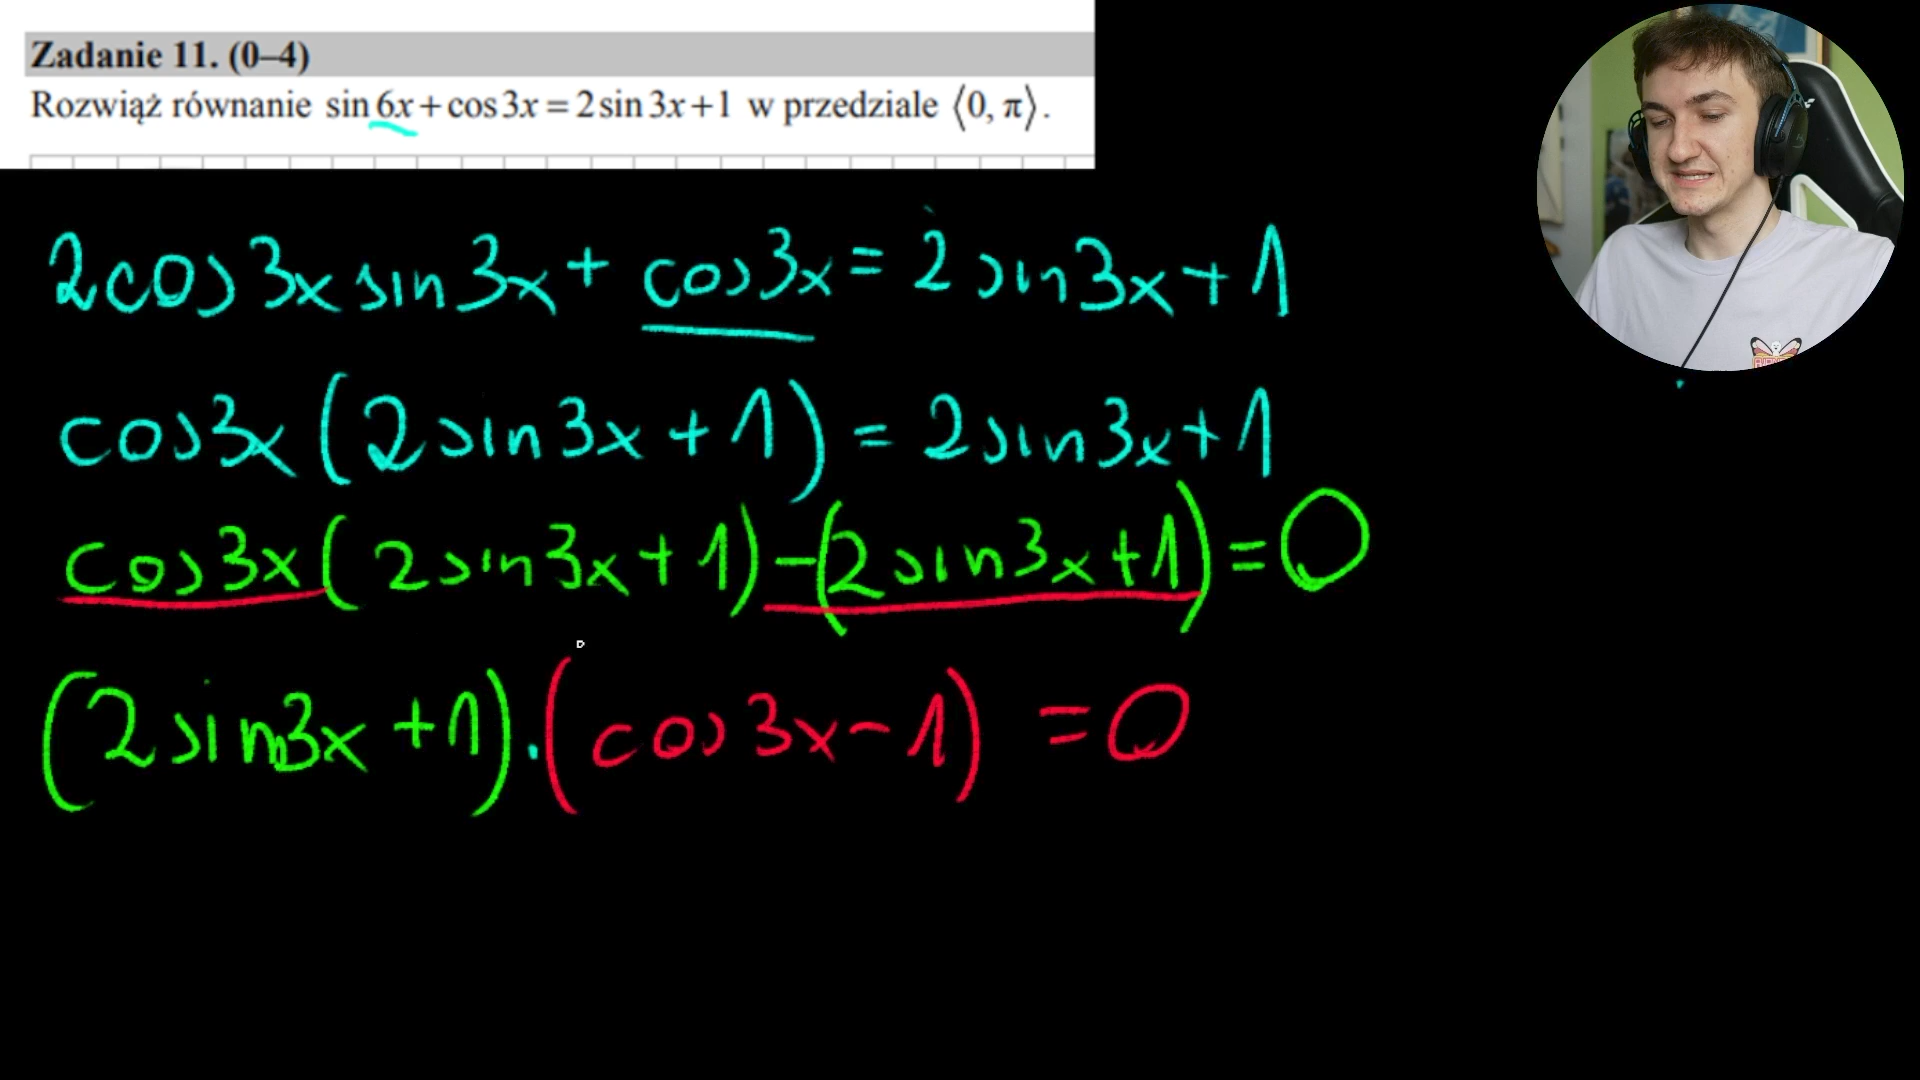 Zadanie 11. (0–4)
Rozwiąż równanie sin 6x + cos 3x = 2 sin 3x + 1 w przedziale ⟨0, π⟩.
2cos3x sin3x + cos3x = 2sin3x + 1
cos3x(2sin3x + 1) = 2sin3x + 1
cos3x(2sin3x + 1) - (2sin3x + 1) = 0
(2sin3x + 1) · (cos3x - 1) = 0